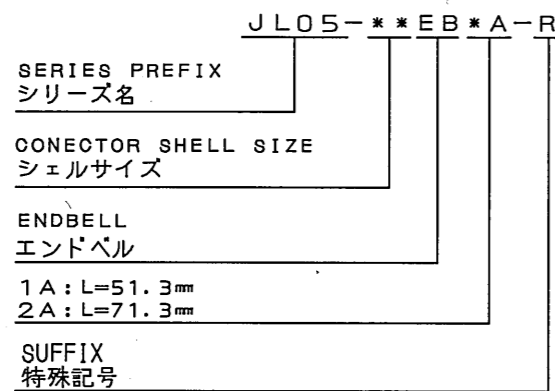 JL05-**EB*A-R
SERIES PREFIX
シリーズ名
CONECTOR SHELL SIZE
シェルサイズ
ENDBELL
エンドベル
1A:L=51.3㎜
2A:L=71.3㎜
SUFFIX
特殊記号